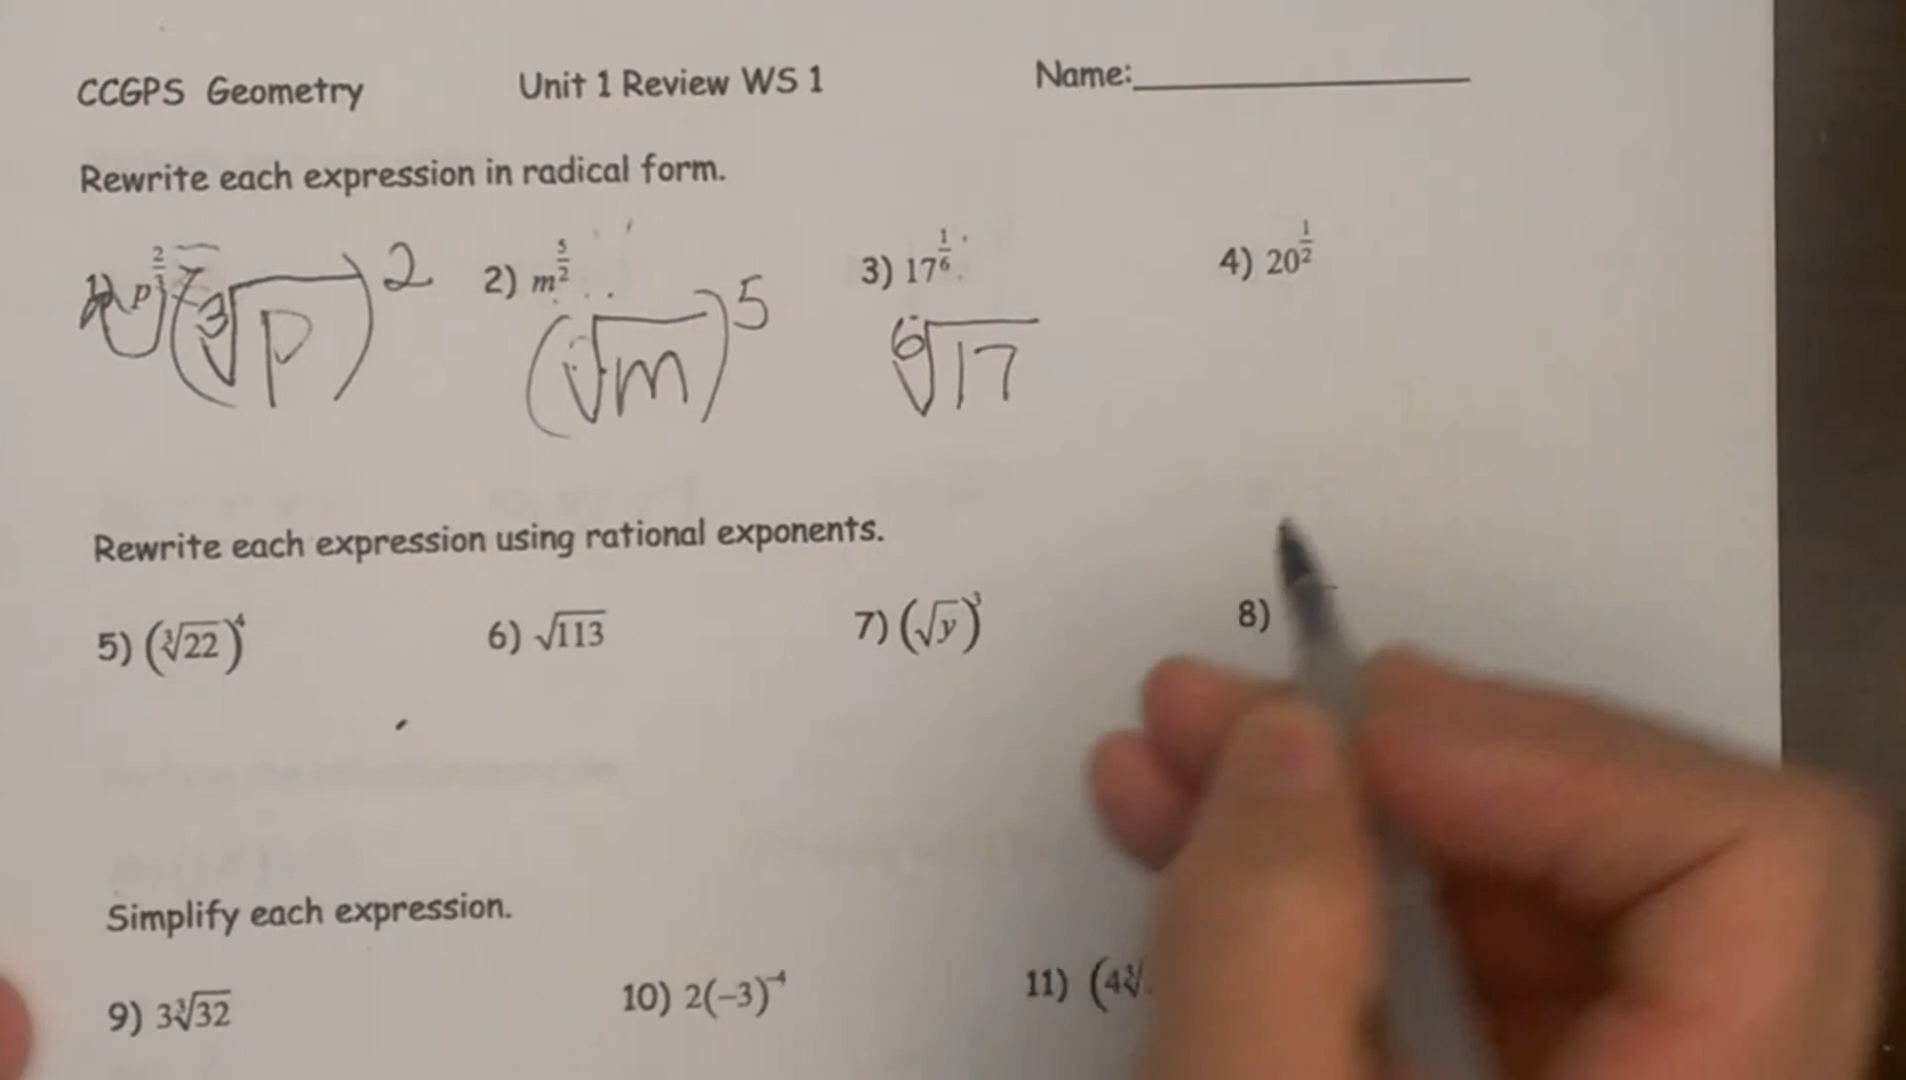 CCGPS Geometry Unit 1 Review WS 1 Name:
Rewrite each expression in radical form.
1) p^(2/3) 2) m^(5/2) 3) 17^(1/6) 4) 20^(1/2)
(∛p)² (√m)⁵ ⁶√17
Rewrite each expression using rational exponents.
5) (∛22)⁴ 6) √113 7) (√y)³ 8)
Simplify each expression.
9) 3∛32 10) 2(−3)⁻⁴ 11) (4∛